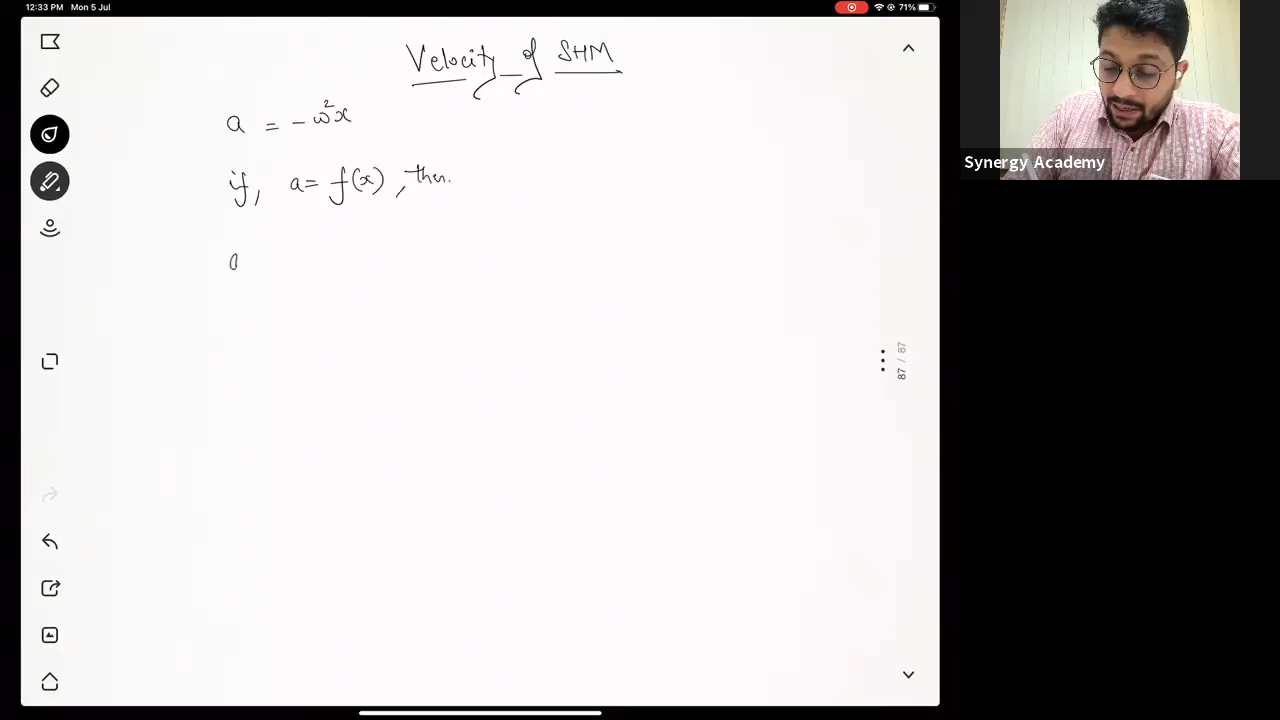 12:33 PM Mon 5 Jul
71%
Velocity of SHM
a = -ω²x
if, a = f(x), then.
a
87 / 87
Synergy Academy